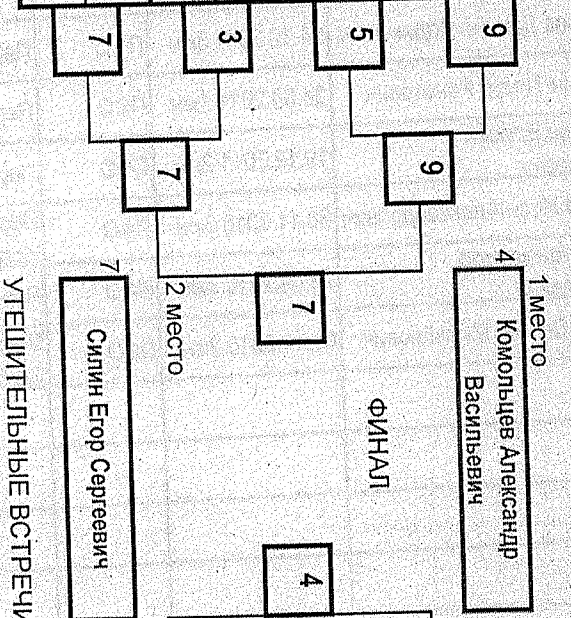 9
5
3
7
9
7
7
4
1 место
4
Комольцев Александр
Васильевич
ФИНАЛ
2 место
7
Силин Егор Сергеевич
УТЕШИТЕЛЬНЫЕ ВСТРЕЧИ